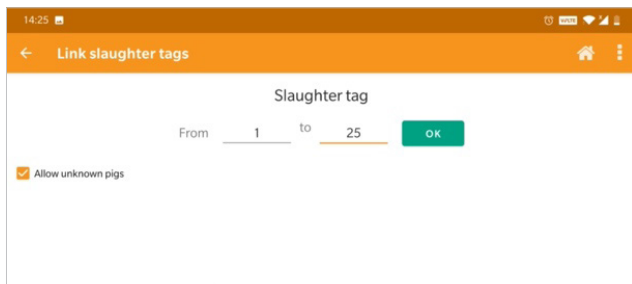 14:25
Link slaughter tags
Slaughter tag
From 1 to 25 OK
Allow unknown pigs